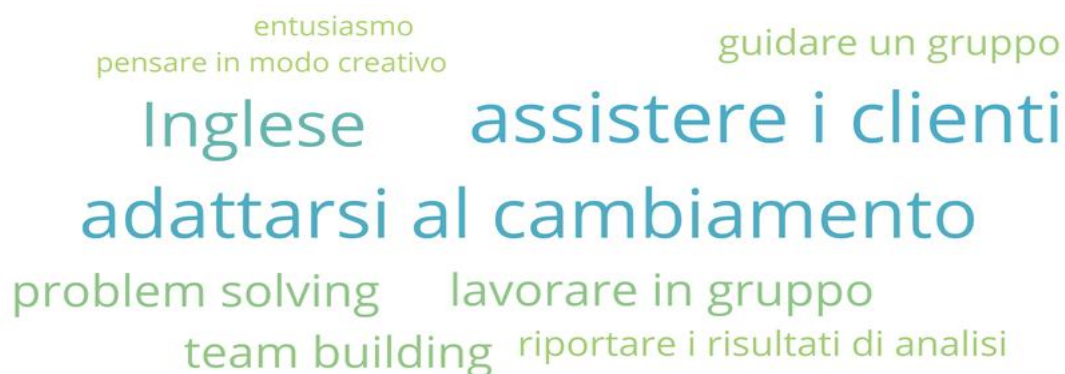 entusiasmo
pensare in modo creativo
guidare un gruppo
Inglese
assistere i clienti
adattarsi al cambiamento
problem solving
lavorare in gruppo
team building
riportare i risultati di analisi